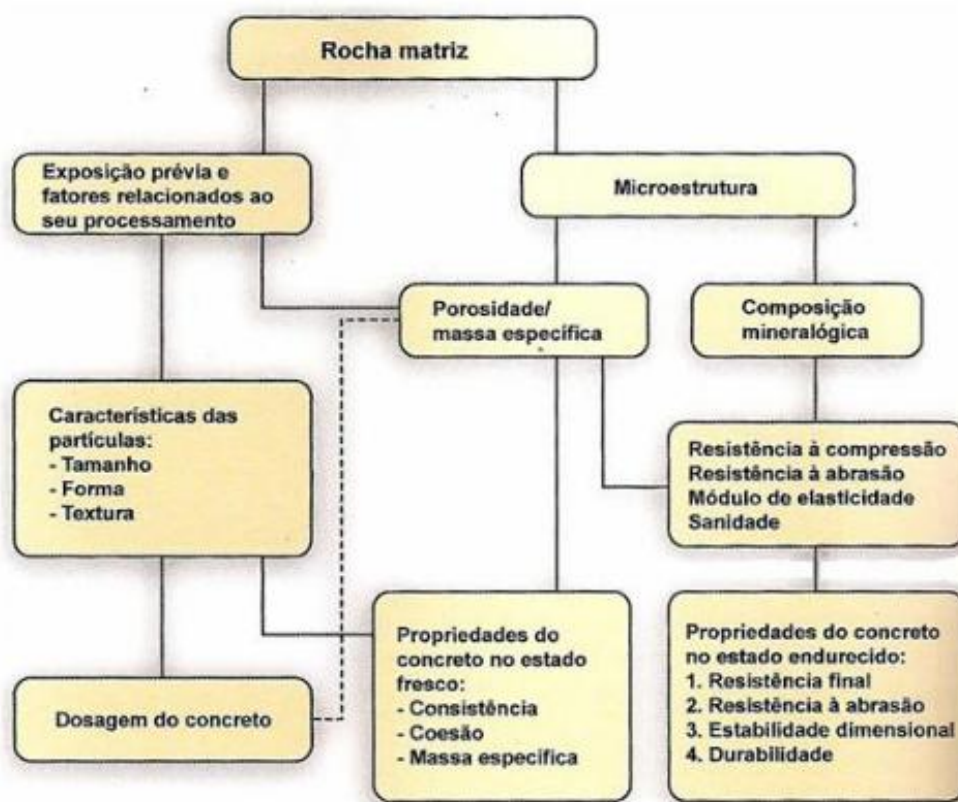 Rocha matriz
Exposição prévia e
fatores relacionados ao
seu processamento
Microestrutura
Porosidade/
massa específica
Composição
mineralógica
Características das
partículas:
- Tamanho
- Forma
- Textura
Resistência à compressão
Resistência à abrasão
Módulo de elasticidade
Sanidade
Dosagem do concreto
Propriedades do
concreto no estado
fresco:
- Consistência
- Coesão
- Massa específica
Propriedades do concreto
no estado endurecido:
1. Resistência final
2. Resistência à abrasão
3. Estabilidade dimensional
4. Durabilidade